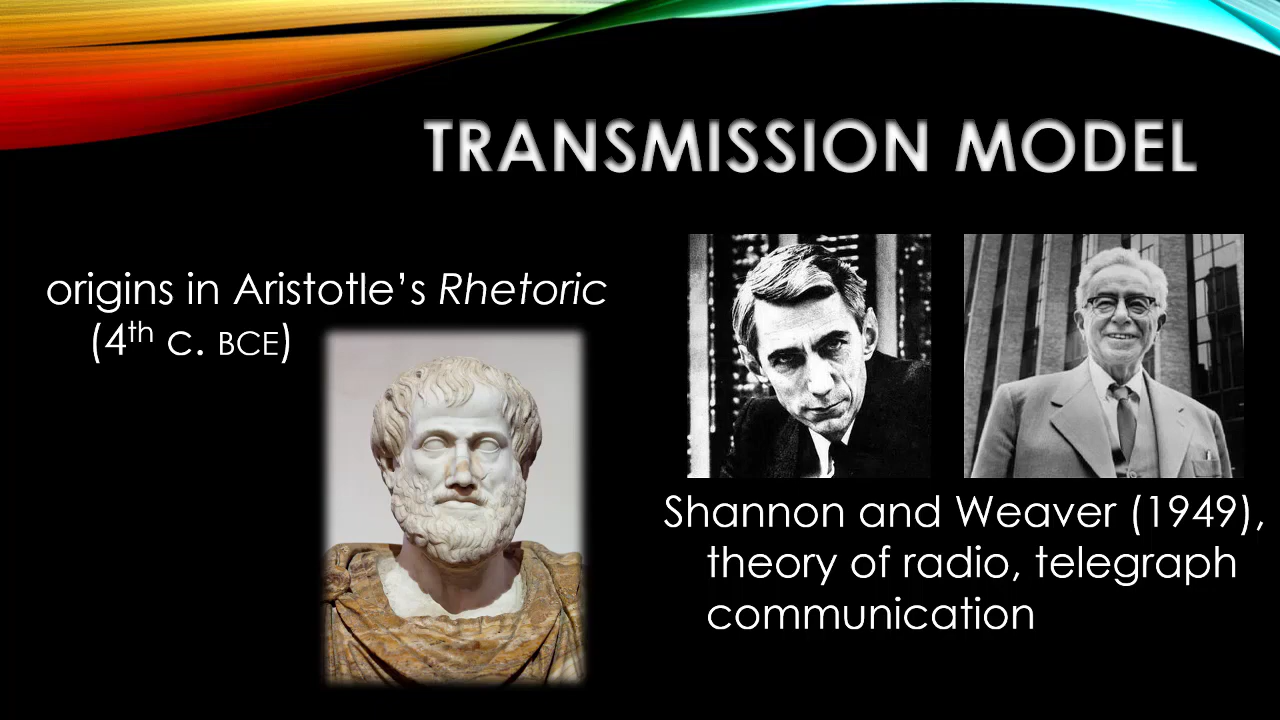 TRANSMISSION MODEL
origins in Aristotle’s Rhetoric
(4th c. BCE)
Shannon and Weaver (1949),
theory of radio, telegraph
communication